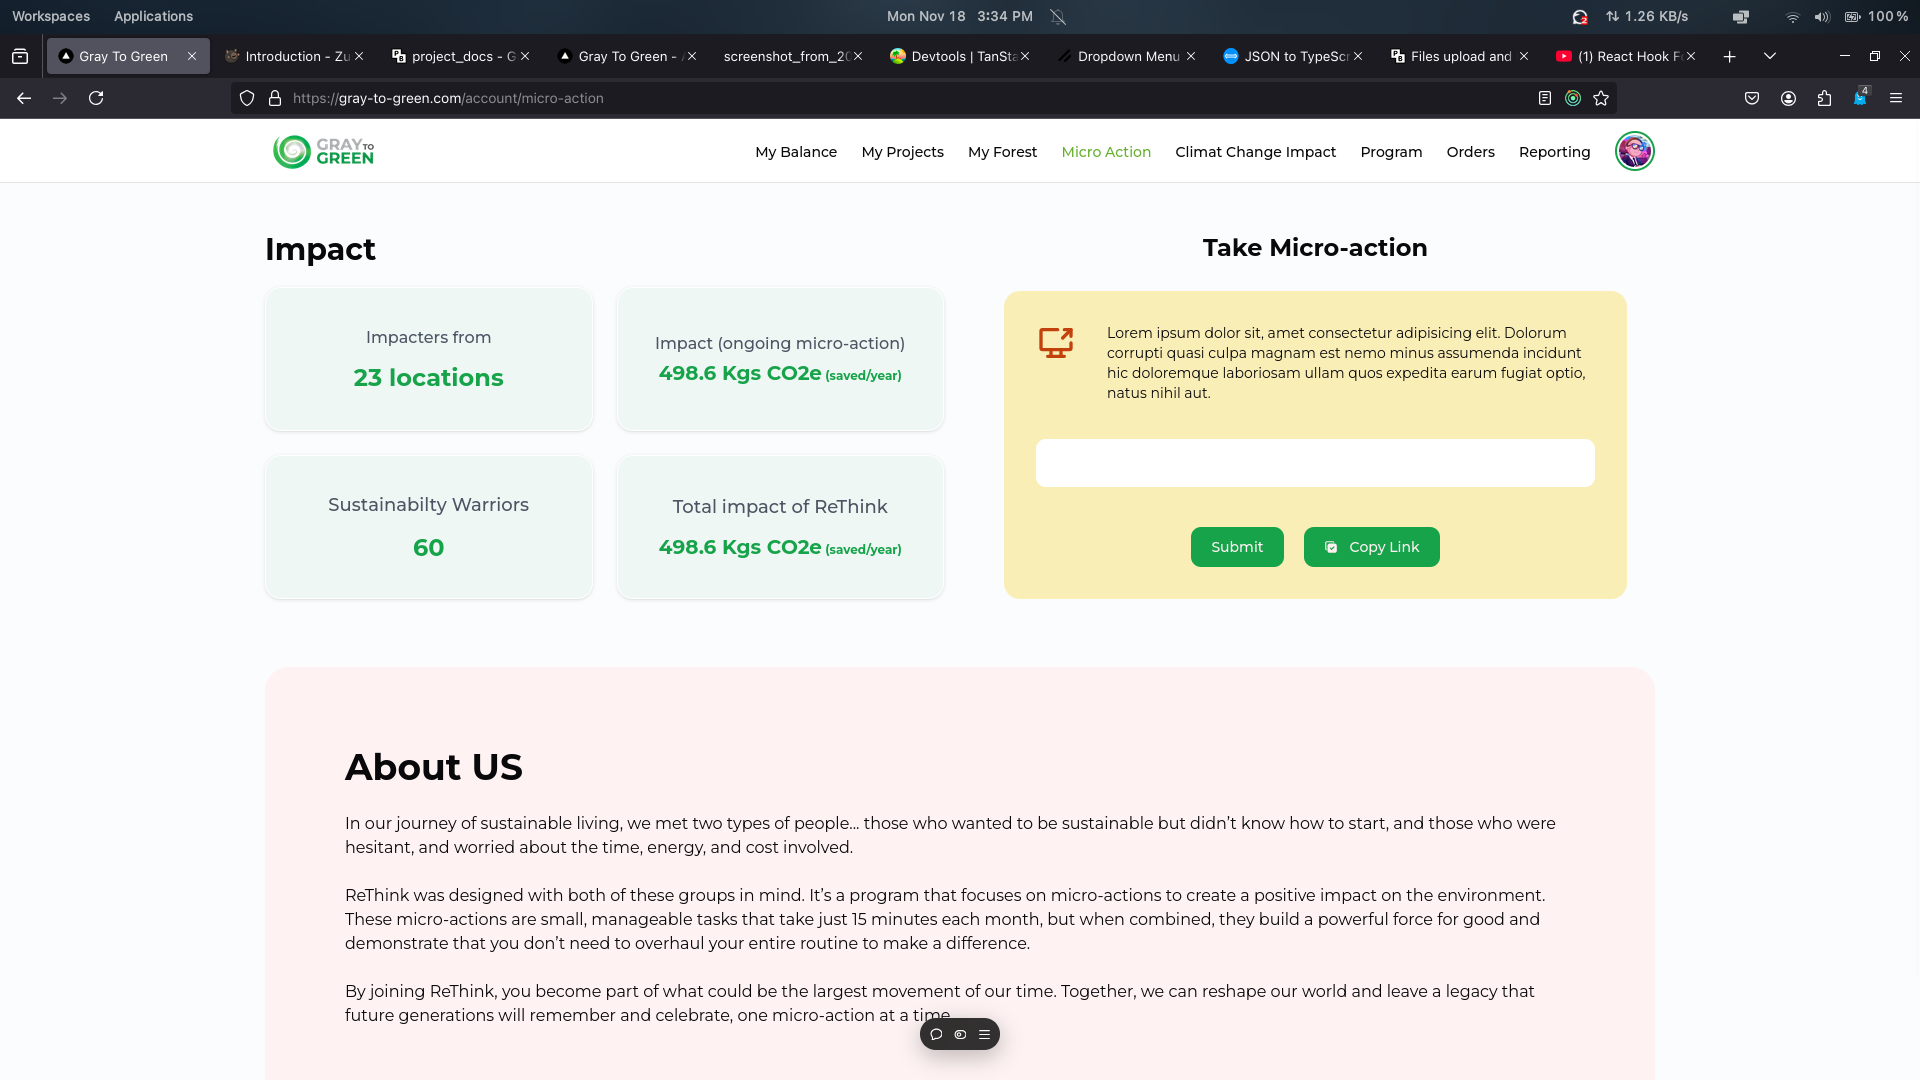 Workspaces Applications Mon Nov 18 3:34 PM 1.26 KB/s 100 %
Gray To Green Introduction - Zu project_docs - G Gray To Green - screenshot_from_20 Devtools | TanSta Dropdown Menu JSON to TypeScr Files upload and (1) React Hook Fo
https://gray-to-green.com/account/micro-action 4
GRAY TO GREEN My Balance My Projects My Forest Micro Action Climat Change Impact Program Orders Reporting
Impact
Impacters from
23 locations
Impact (ongoing micro-action)
498.6 Kgs CO2e (saved/year)
Sustainabilty Warriors
60
Total impact of ReThink
498.6 Kgs CO2e (saved/year)
Take Micro-action
Lorem ipsum dolor sit, amet consectetur adipisicing elit. Dolorum
corrupti quasi culpa magnam est nemo minus assumenda incidunt
hic doloremque laboriosam ullam quos expedita earum fugiat optio,
natus nihil aut.
Submit Copy Link
About US
In our journey of sustainable living, we met two types of people... those who wanted to be sustainable but didn’t know how to start, and those who were
hesitant, and worried about the time, energy, and cost involved.
ReThink was designed with both of these groups in mind. It’s a program that focuses on micro-actions to create a positive impact on the environment.
These micro-actions are small, manageable tasks that take just 15 minutes each month, but when combined, they build a powerful force for good and
demonstrate that you don’t need to overhaul your entire routine to make a difference.
By joining ReThink, you become part of what could be the largest movement of our time. Together, we can reshape our world and leave a legacy that
future generations will remember and celebrate, one micro-action at a time.